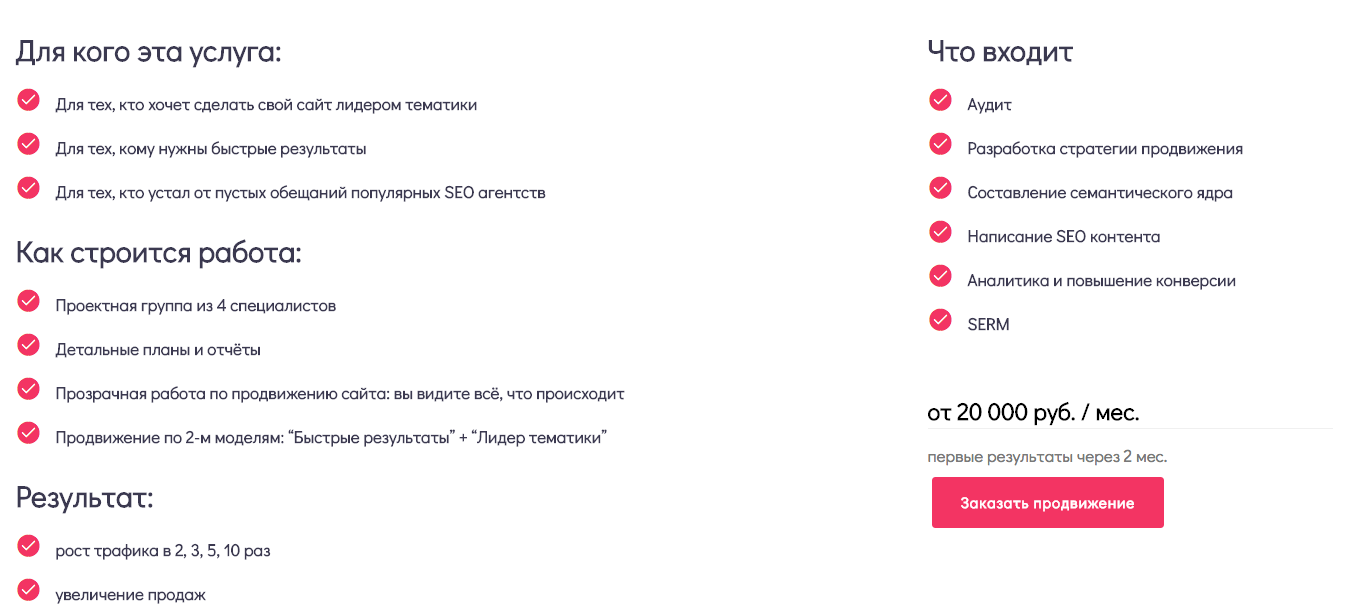 Для кого эта услуга:
Для тех, кто хочет сделать свой сайт лидером тематики
Для тех, кому нужны быстрые результаты
Для тех, кто устал от пустых обещаний популярных SEO агентств
Как строится работа:
Проектная группа из 4 специалистов
Детальные планы и отчёты
Прозрачная работа по продвижению сайта: вы видите всё, что происходит
Продвижение по 2-м моделям: “Быстрые результаты” + “Лидер тематики”
Результат:
рост трафика в 2, 3, 5, 10 раз
увеличение продаж
Что входит
Аудит
Разработка стратегии продвижения
Составление семантического ядра
Написание SEO контента
Аналитика и повышение конверсии
SERM
от 20 000 руб. / мес.
первые результаты через 2 мес.
Заказать продвижение